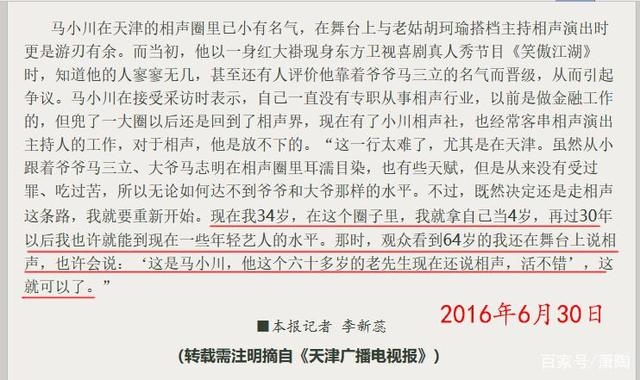 马小川在天津的相声圈里已小有名气，在舞台上与老姑胡珂瑜搭档主持相声演出时
更是游刃有余。而当初，他以一身红大褂现身东方卫视喜剧真人秀节目《笑傲江湖》
时，知道他的人寥寥无几，甚至还有人评价他靠着爷爷马三立的名气而晋级，从而引起
争议。马小川在接受采访时表示，自己一直没有专职从事相声行业，以前是做金融工作
的，但兜了一大圈以后还是回到了相声界，现在有了小川相声社，也经常客串相声演出
主持人的工作，对于相声，他是放不下的。“这一行太难了，尤其是在天津。虽然从小
跟着爷爷马三立、大爷马志明在相声圈里耳濡目染，也有些天赋，但是从来没有受过
罪、吃过苦，所以无论如何达不到爷爷和大爷那样的水平。不过，既然决定还是走相声
这条路，我就要重新开始。现在我34岁，在这个圈子里，我就拿自己当4岁，再过30年
以后我也许就能到现在一些年轻艺人的水平。那时，观众看到64岁的我还在舞台上说相
声，也许会说：‘这是马小川，他这个六十多岁的老先生现在还说相声，活不错’，这
就可以了。”
2016年6月30日
■本报记者 李新蕊
(转载需注明摘自《天津广播电视报》)
百家号/萧陶